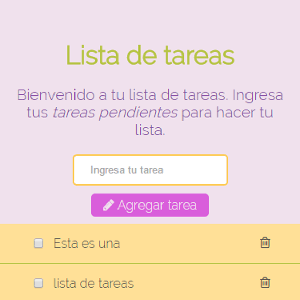 Lista de tareas
Bienvenido a tu lista de tareas. Ingresa
tus tareas pendientes para hacer tu
lista.
Ingresa tu tarea
Agregar tarea
Esta es una
lista de tareas